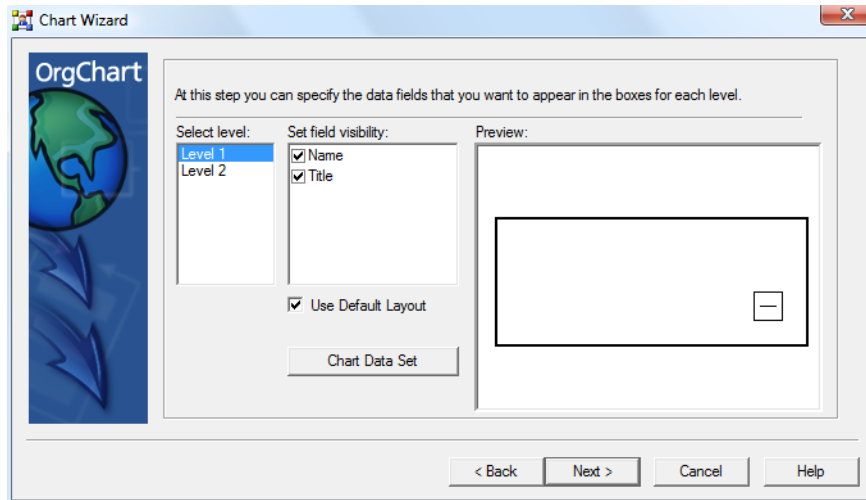 Chart Wizard
OrgChart
At this step you can specify the data fields that you want to appear in the boxes for each level.
Select level:
Level 1
Level 2
Set field visibility:
Name
Title
Use Default Layout
Chart Data Set
Preview:
< Back
Next >
Cancel
Help